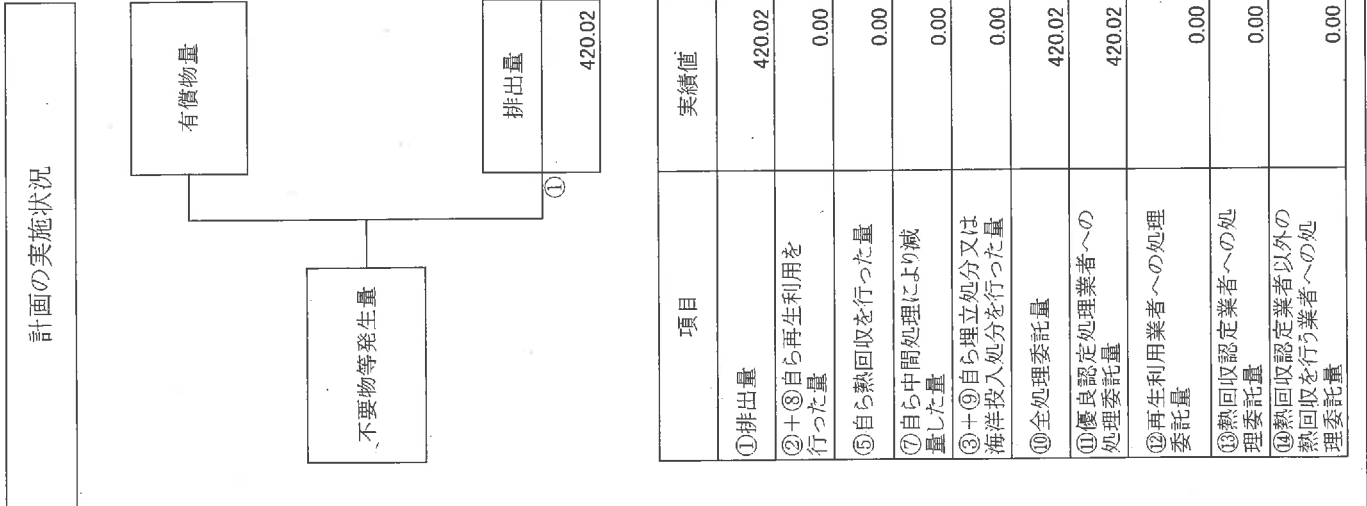 計画の実施状況
有償物量
不要物等発生量
排出量
①
420.02
項目
実績値
①排出量
420.02
②+⑧自ら再生利用を
行った量
0.00
⑤自ら熱回収を行った量
0.00
⑦自ら中間処理により減
量した量
0.00
③+⑨自ら埋立処分又は
海洋投入処分を行った量
0.00
⑩全処理委託量
420.02
⑪優良認定処理業者への
処理委託量
420.02
⑫再生利用業者への処理
委託量
0.00
⑬熱回収認定業者への処
理委託量
0.00
⑭熱回収認定業者以外の
熱回収を行う業者への処
理委託量
0.00